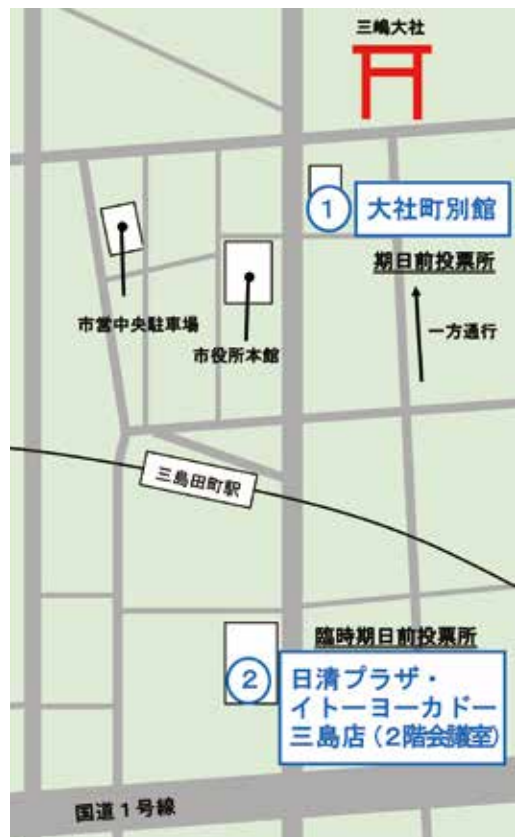 三嶋大社
① 大社町別館
期日前投票所
一方通行
市営中央駐車場
市役所本館
三島田町駅
臨時期日前投票所
② 日清プラザ・
イトーヨーカドー
三島店(2階会議室)
国道1号線